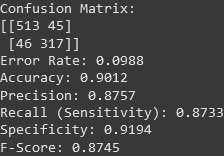 Confusion Matrix:
[[513 45]
 [46 317]]
Error Rate: 0.0988
Accuracy: 0.9012
Precision: 0.8757
Recall (Sensitivity): 0.8733
Specificity: 0.9194
F-Score: 0.8745